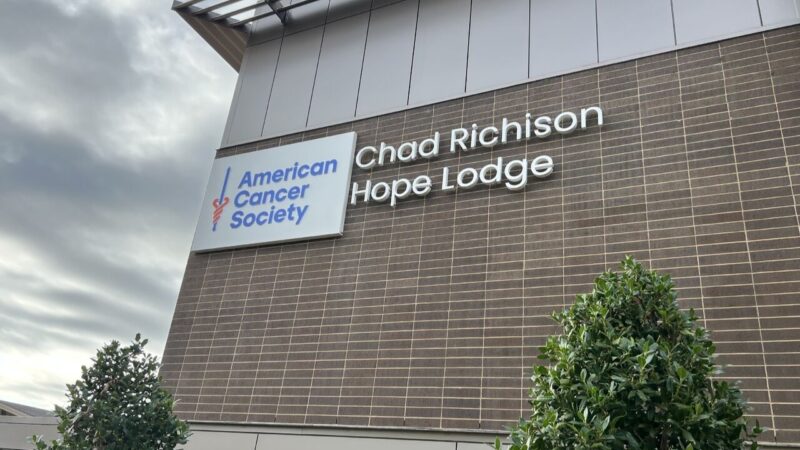 American
Cancer
Society
Chad Richison
Hope Lodge